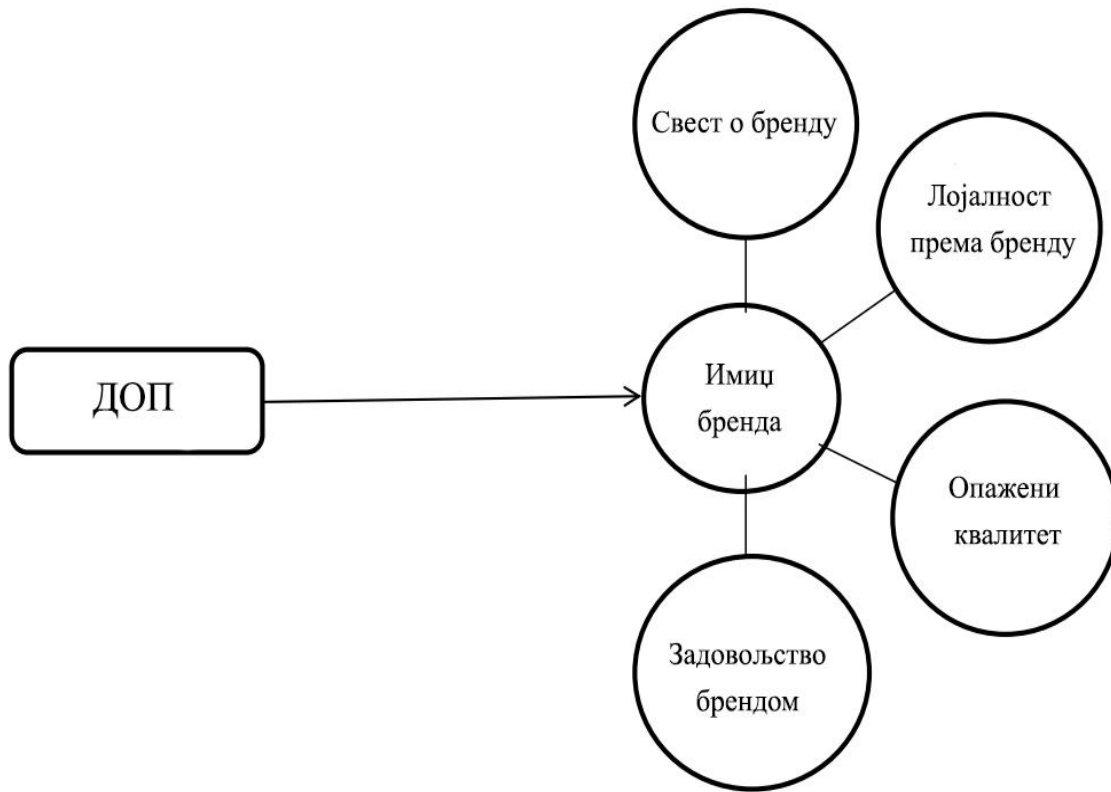 Свест о бренду
Лојалност
према бренду
ДОП
Имиџ
бренда
Опажени
квалитет
Задовољство
брендом